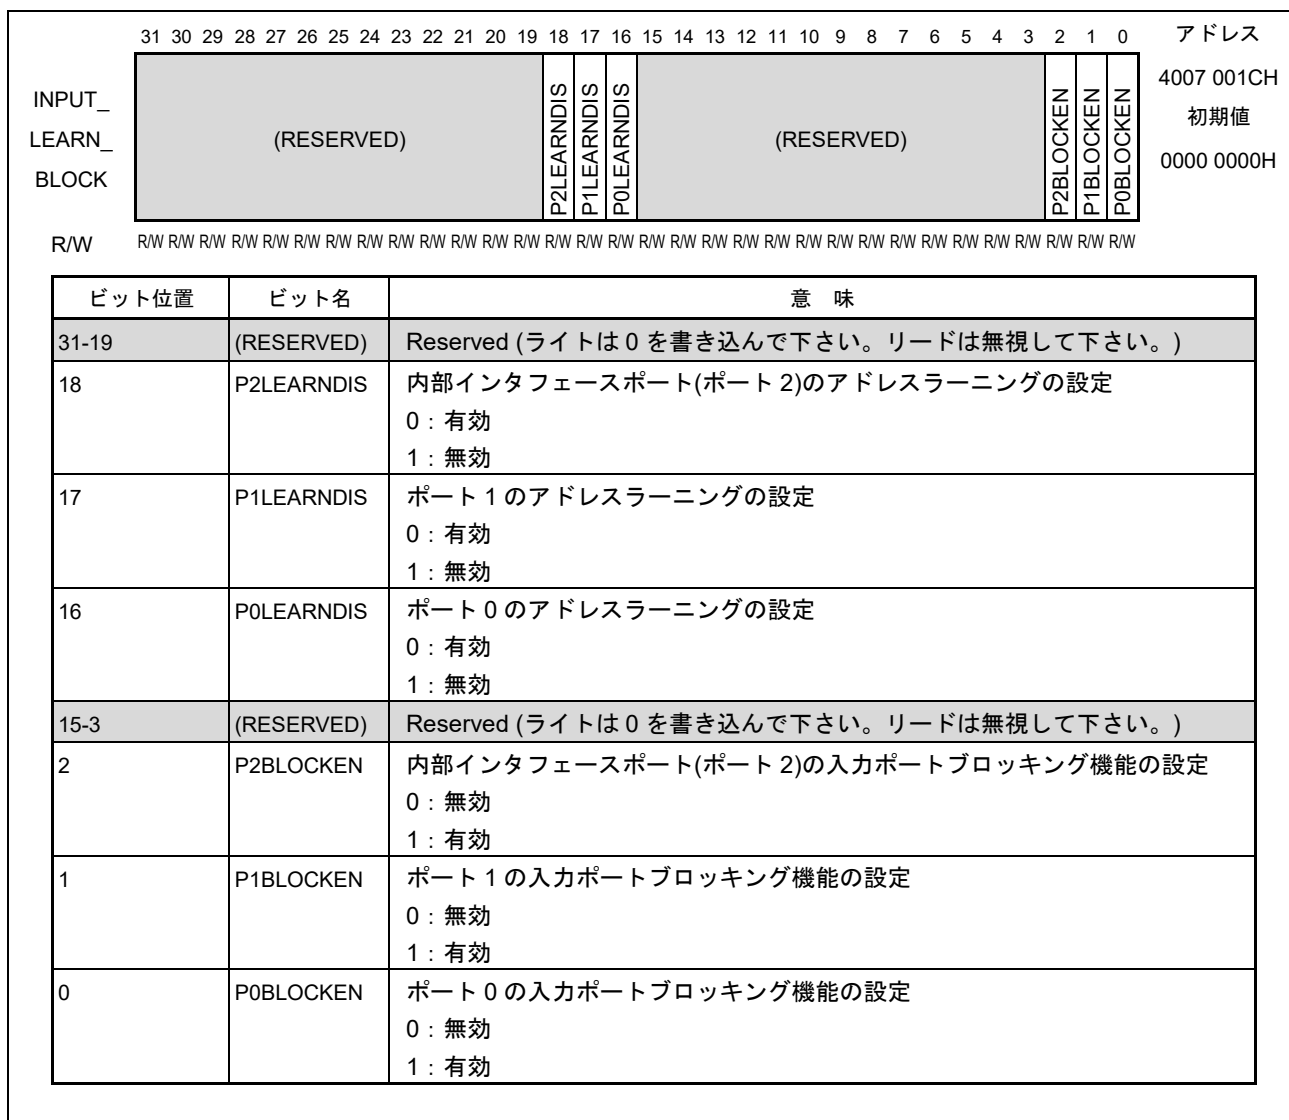 31 30 29 28 27 26 25 24 23 22 21 20 19 18 17 16 15 14 13 12 11 10 9 8 7 6 5 4 3 2 1 0 アドレス
INPUT_
LEARN_
BLOCK
(RESERVED)
P2LEARNDIS
P1LEARNDIS
P0LEARNDIS
(RESERVED)
P2BLOCKEN
P1BLOCKEN
P0BLOCKEN
4007 001CH
初期値
0000 0000H
R/W R/W R/W R/W R/W R/W R/W R/W R/W R/W R/W R/W R/W R/W R/W R/W R/W R/W R/W R/W R/W R/W R/W R/W R/W R/W R/W R/W R/W R/W R/W R/W R/W
ビット位置 ビット名 意 味
31-19 (RESERVED) Reserved (ライトは 0 を書き込んで下さい。リードは無視して下さい。)
18 P2LEARNDIS 内部インタフェースポート(ポート 2)のアドレスラーニングの設定
0:有効
1:無効
17 P1LEARNDIS ポート 1 のアドレスラーニングの設定
0:有効
1:無効
16 P0LEARNDIS ポート 0 のアドレスラーニングの設定
0:有効
1:無効
15-3 (RESERVED) Reserved (ライトは 0 を書き込んで下さい。リードは無視して下さい。)
2 P2BLOCKEN 内部インタフェースポート(ポート 2)の入力ポートブロッキング機能の設定
0:無効
1:有効
1 P1BLOCKEN ポート 1 の入力ポートブロッキング機能の設定
0:無効
1:有効
0 P0BLOCKEN ポート 0 の入力ポートブロッキング機能の設定
0:無効
1:有効